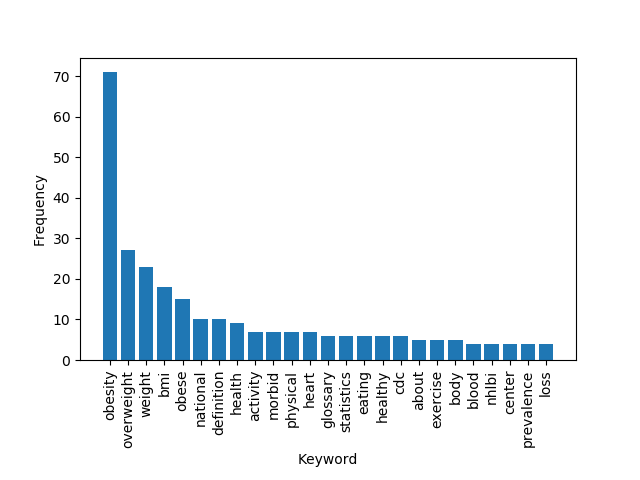 70
60
50
40
30
20
10
0
Frequency
obesity
overweight
weight
bmi
obese
national
definition
health
activity
morbid
physical
heart
glossary
statistics
eating
healthy
cdc
about
exercise
body
blood
nhlbi
center
prevalence
loss
Keyword